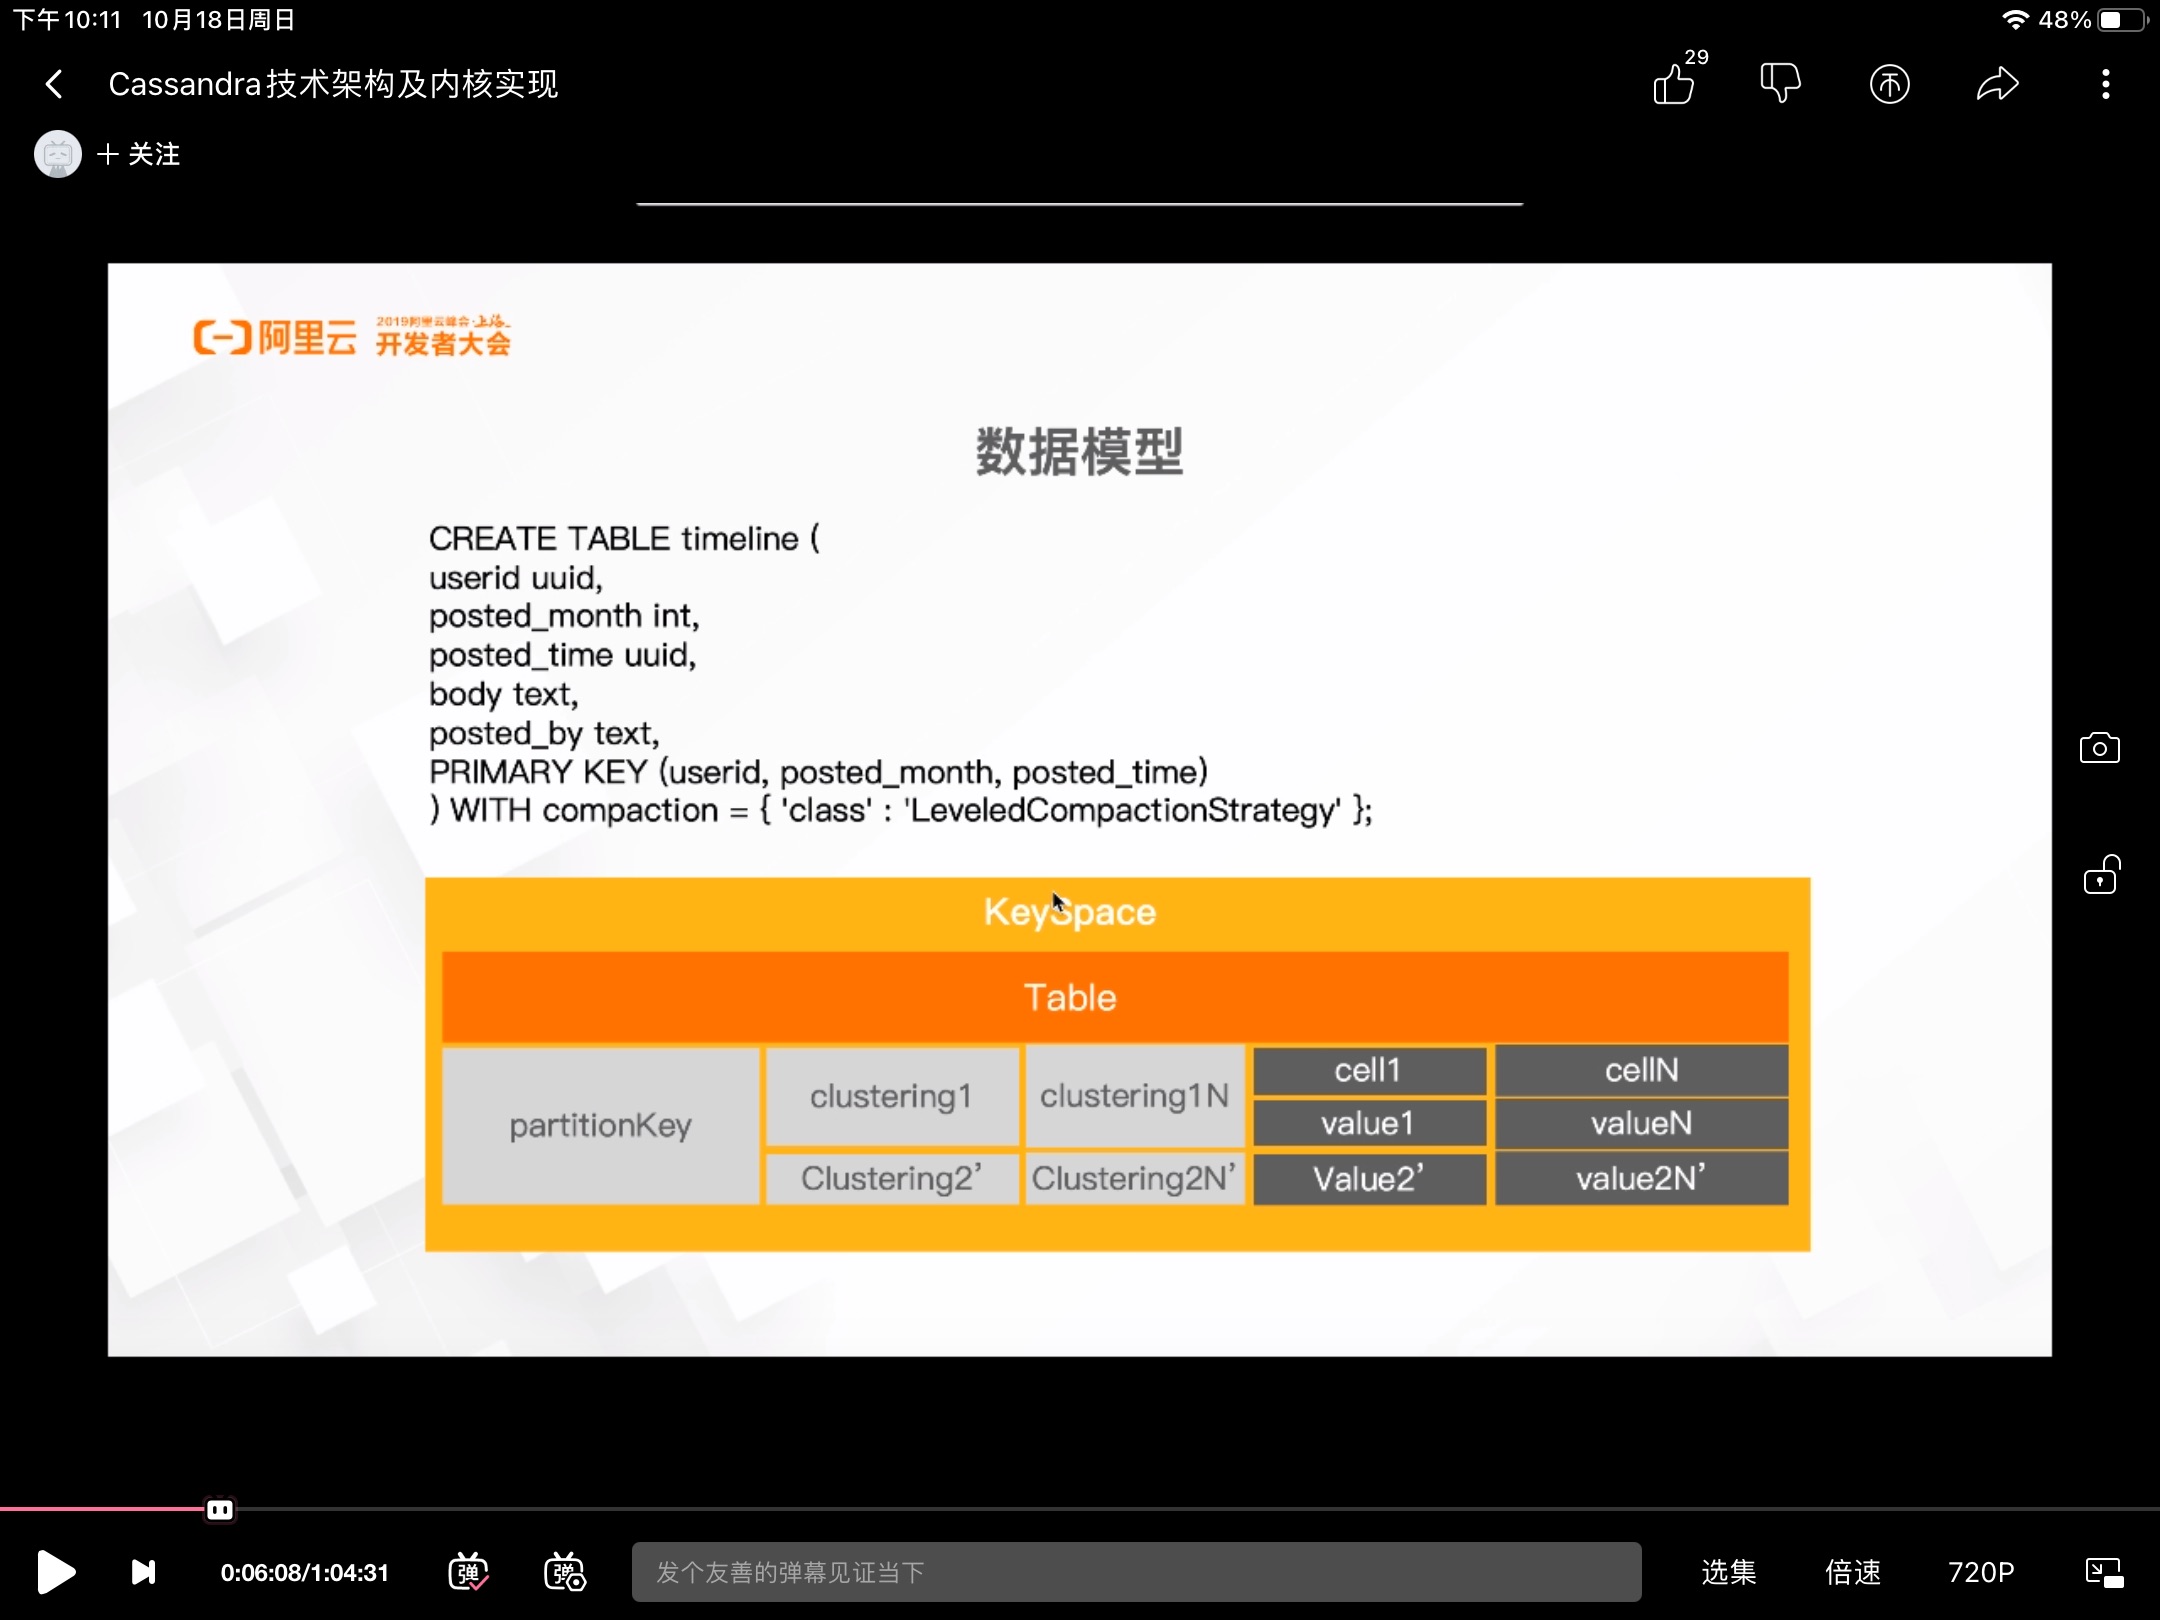 下午10:11 10月18日周日
48%
Cassandra技术架构及内核实现
29
+ 关注
阿里云
2019阿里云峰会·上海
开发者大会
数据模型
CREATE TABLE timeline (
userid uuid,
posted_month int,
posted_time uuid,
body text,
posted_by text,
PRIMARY KEY (userid, posted_month, posted_time)
) WITH compaction = { 'class' : 'LeveledCompactionStrategy' };
KeySpace
Table
partitionKey
clustering1
clustering1N
cell1
cellN
value1
valueN
Clustering2’
Clustering2N’
Value2’
value2N’
0:06:08/1:04:31
弹
弹
发个友善的弹幕见证当下
选集
倍速
720P